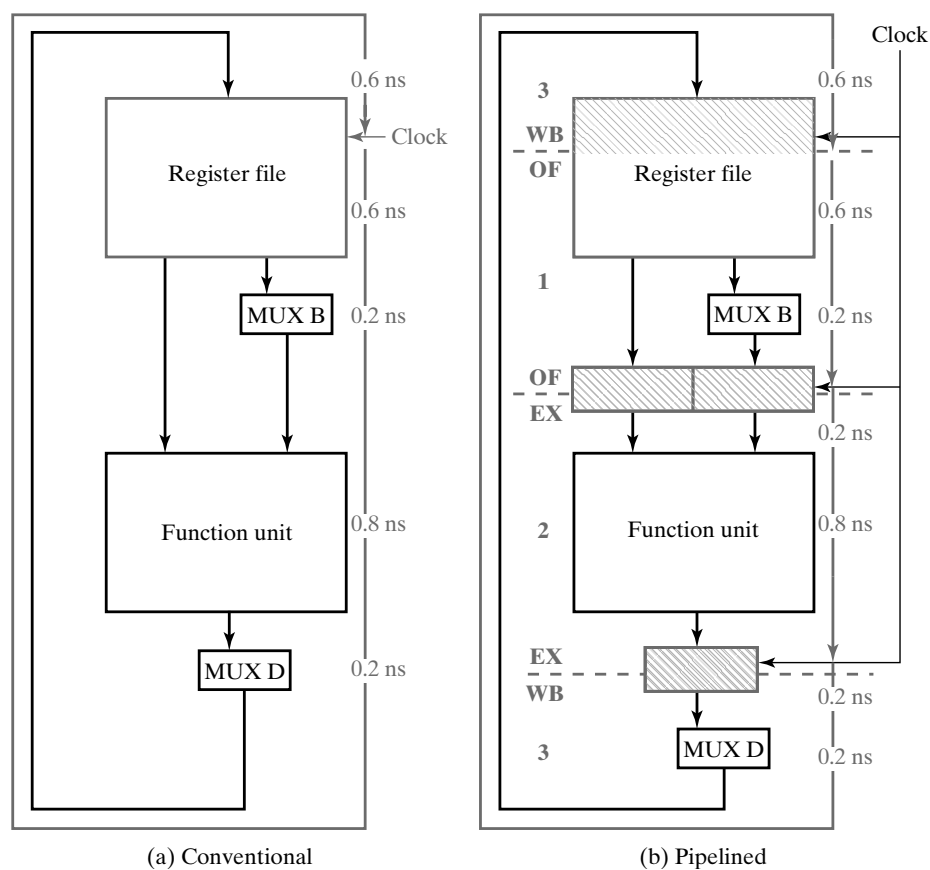 0.6 ns
Clock
Register file
0.6 ns
MUX B
0.2 ns
Function unit
0.8 ns
MUX D
0.2 ns
(a) Conventional
Clock
3
0.6 ns
WB
OF
Register file
0.6 ns
1
MUX B
0.2 ns
OF
EX
0.2 ns
2
Function unit
0.8 ns
EX
WB
0.2 ns
3
MUX D
0.2 ns
(b) Pipelined